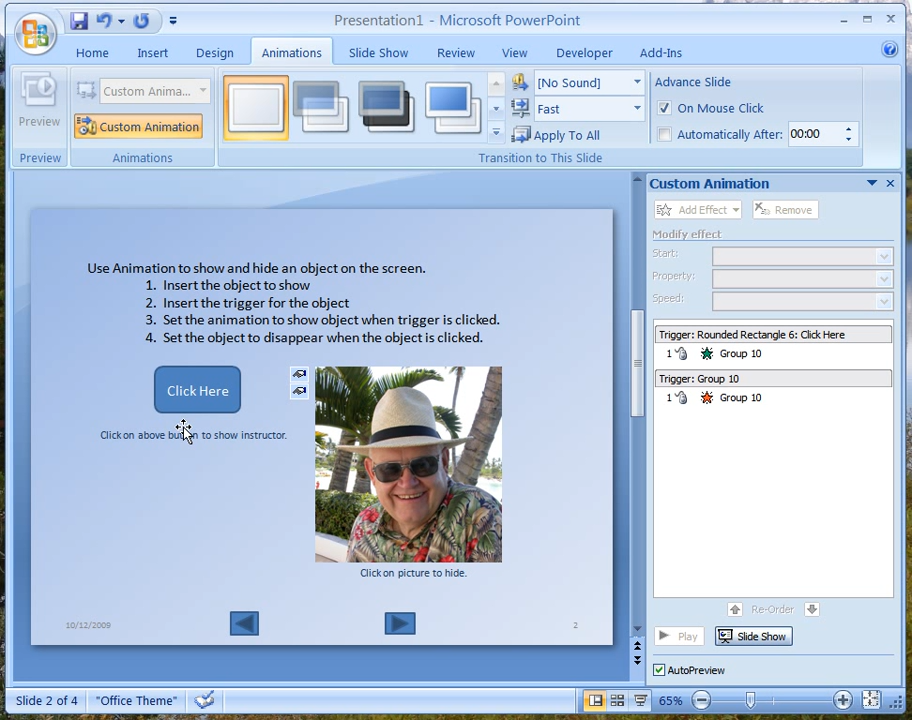 Presentation1 - Microsoft PowerPoint
Home Insert Design Animations Slide Show Review View Developer Add-Ins
Preview
Custom Anima...
Custom Animation
[No Sound]
Fast
Apply To All
Advance Slide
On Mouse Click
Automatically After: 00:00
Preview Animations Transition to This Slide
Use Animation to show and hide an object on the screen.
1. Insert the object to show
2. Insert the trigger for the object
3. Set the animation to show object when trigger is clicked.
4. Set the object to disappear when the object is clicked.
Click Here
Click on above button to show instructor.
Click on picture to hide.
10/12/2009
2
Custom Animation
Add Effect Remove
Modify effect
Start:
Property:
Speed:
Trigger: Rounded Rectangle 6: Click Here
1 Group 10
Trigger: Group 10
1 Group 10
Re-Order
Play Slide Show
AutoPreview
Slide 2 of 4 "Office Theme" 65%